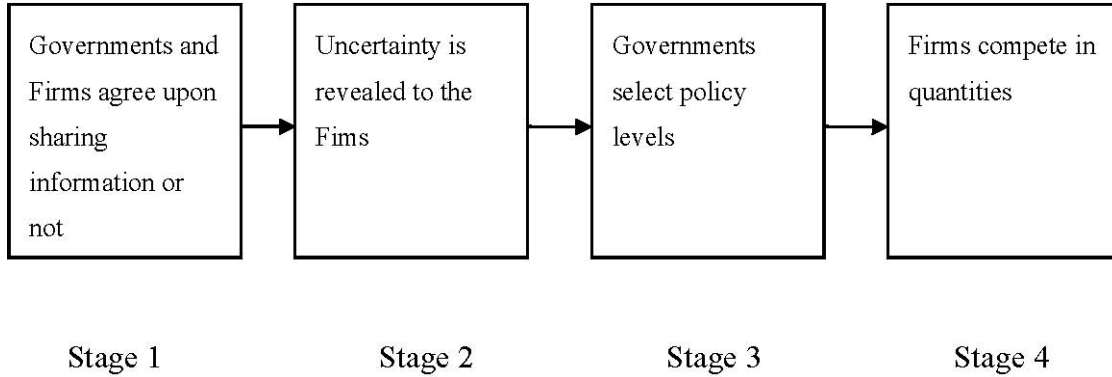 Governments and
Firms agree upon
sharing
information or
not
Uncertainty is
revealed to the
Fims
Governments
select policy
levels
Firms compete in
quantities
Stage 1
Stage 2
Stage 3
Stage 4